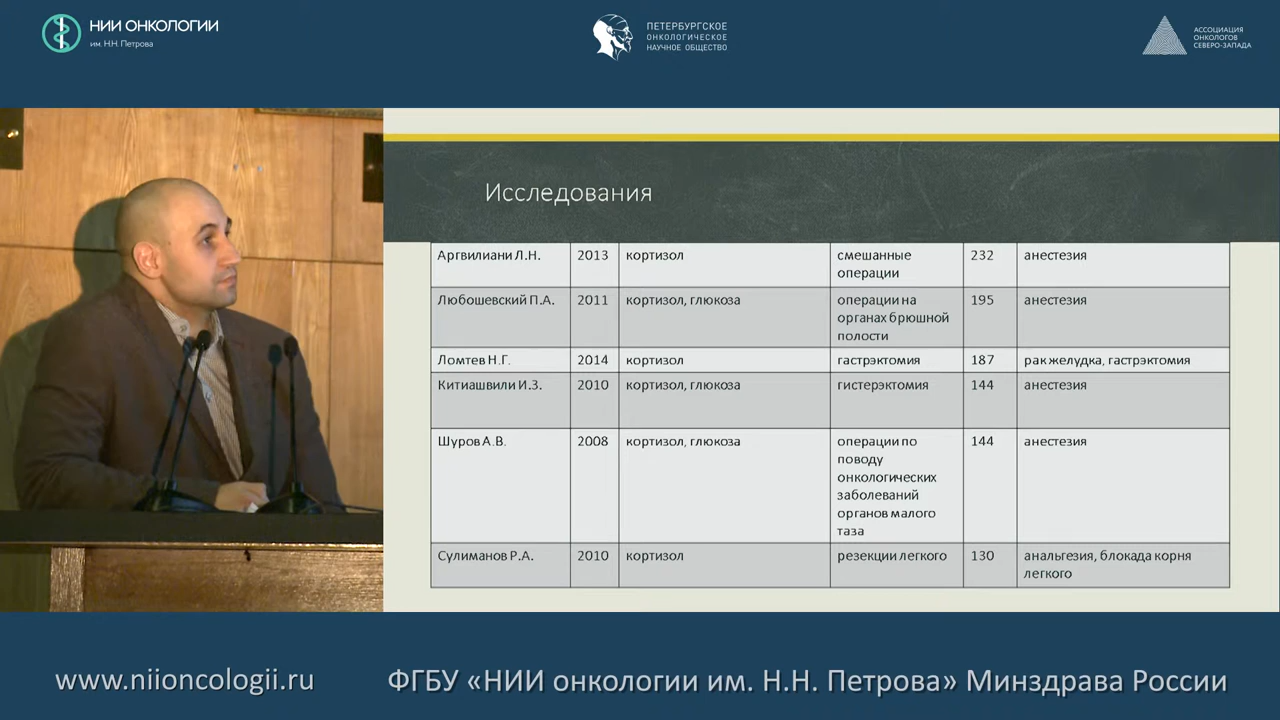 НИИ ОНКОЛОГИИ
им. Н.Н. Петрова
ПЕТЕРБУРГСКОЕ
ОНКОЛОГИЧЕСКОЕ
НАУЧНОЕ ОБЩЕСТВО
АССОЦИАЦИЯ
ОНКОЛОГОВ
СЕВЕРО-ЗАПАДА
Исследования
Аргвилиани Л.Н. 2013 кортизол смешанные операции 232 анестезия
Любошевский П.А. 2011 кортизол, глюкоза операции на органах брюшной полости 195 анестезия
Ломтев Н.Г. 2014 кортизол гастрэктомия 187 рак желудка, гастрэктомия
Китиашвили И.З. 2010 кортизол, глюкоза гистерэктомия 144 анестезия
Шуров А.В. 2008 кортизол, глюкоза операции по поводу онкологических заболеваний органов малого таза 144 анестезия
Сулиманов Р.А. 2010 кортизол резекции легкого 130 анальгезия, блокада корня легкого
www.niioncologii.ru ФГБУ «НИИ онкологии им. Н.Н. Петрова» Минздрава России